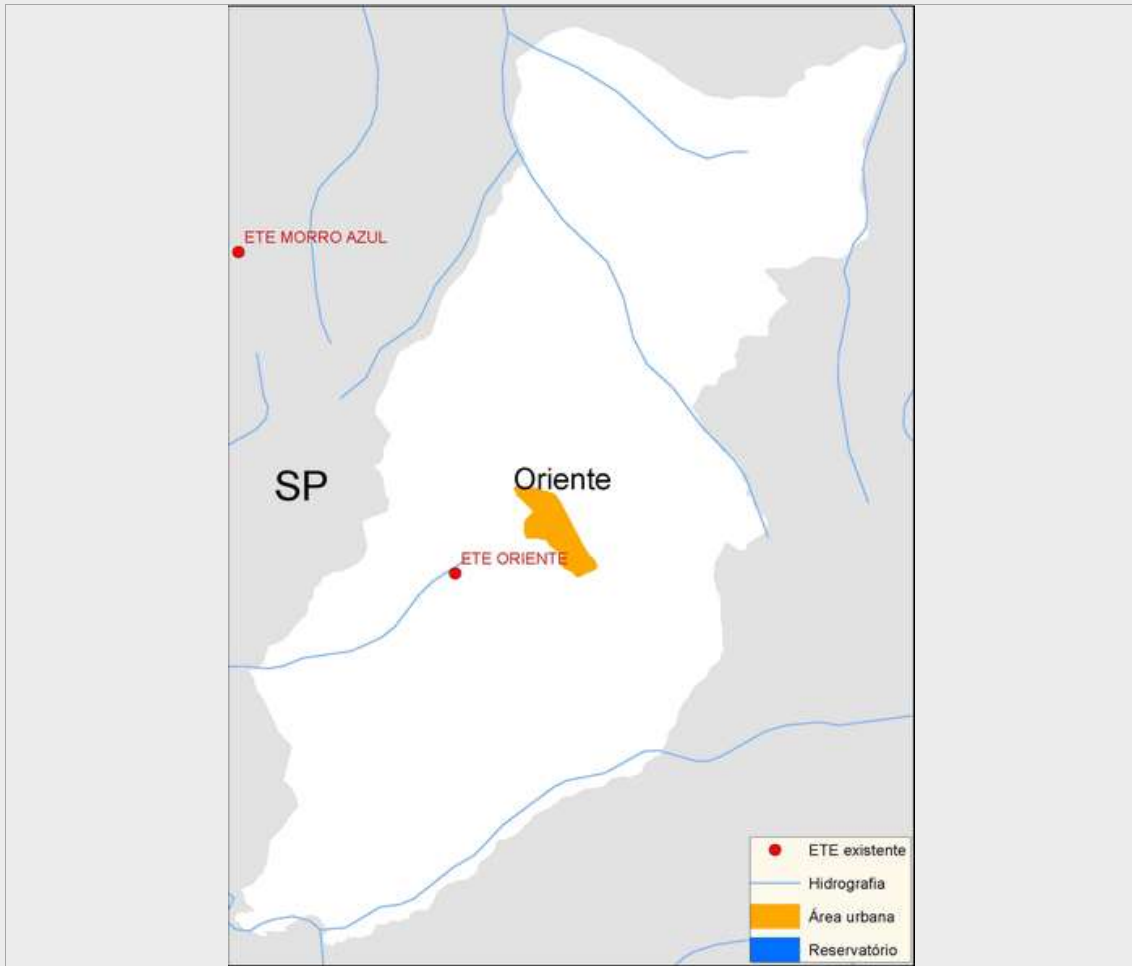 ETE MORRO AZUL
SP
Oriente
ETE ORIENTE
ETE existente
Hidrografia
Área urbana
Reservatório